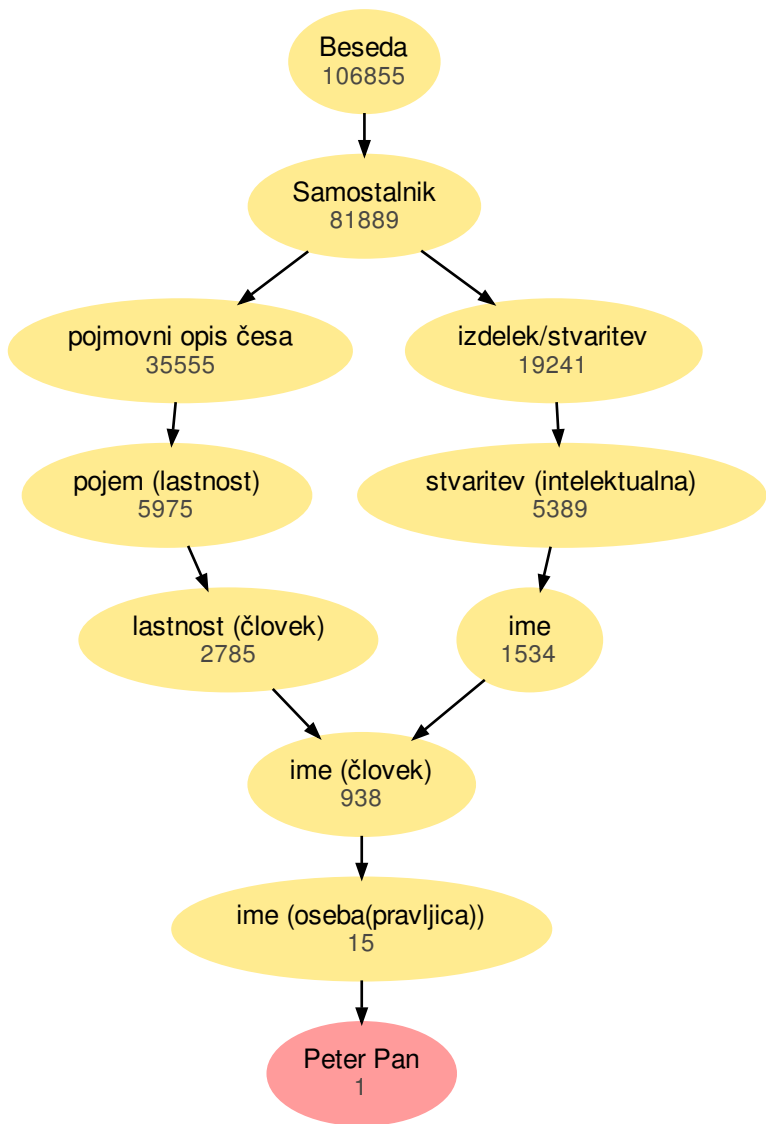 Beseda
106855
Samostalnik
81889
pojmovni opis česa
35555
izdelek/stvaritev
19241
pojem (lastnost)
5975
stvaritev (intelektualna)
5389
lastnost (človek)
2785
ime
1534
ime (človek)
938
ime (oseba(pravljica))
15
Peter Pan
1